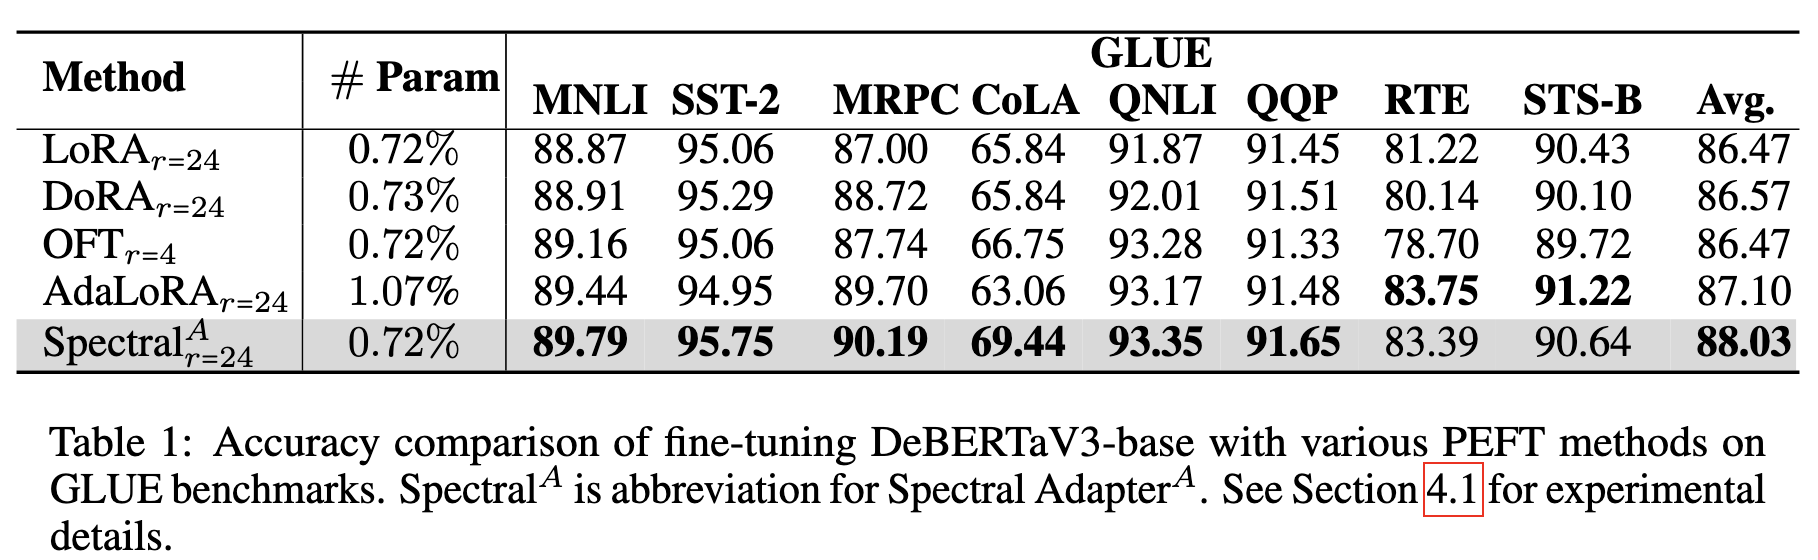 GLUE
Method # Param MNLI SST-2 MRPC CoLA QNLI QQP RTE STS-B Avg.
LoRA r=24 0.72% 88.87 95.06 87.00 65.84 91.87 91.45 81.22 90.43 86.47
DoRA r=24 0.73% 88.91 95.29 88.72 65.84 92.01 91.51 80.14 90.10 86.57
OFT r=4 0.72% 89.16 95.06 87.74 66.75 93.28 91.33 78.70 89.72 86.47
AdaLoRA r=24 1.07% 89.44 94.95 89.70 63.06 93.17 91.48 83.75 91.22 87.10
Spectral A r=24 0.72% 89.79 95.75 90.19 69.44 93.35 91.65 83.39 90.64 88.03
Table 1: Accuracy comparison of fine-tuning DeBERTaV3-base with various PEFT methods on
GLUE benchmarks. Spectral A is abbreviation for Spectral Adapter A. See Section 4.1 for experimental
details.